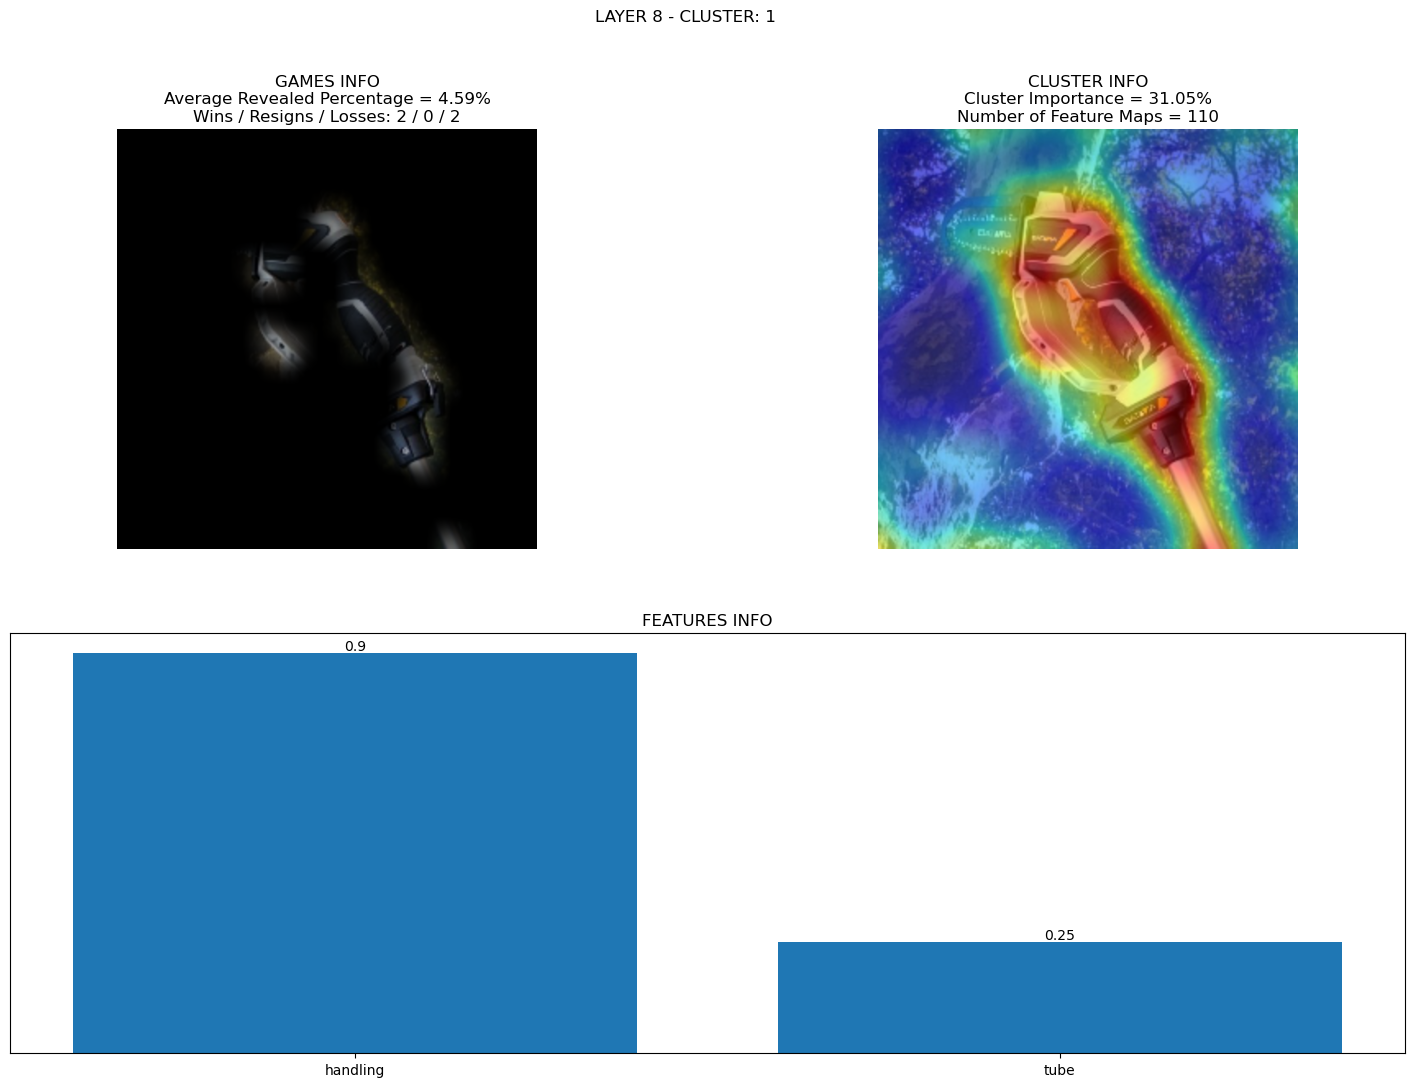 LAYER 8 - CLUSTER: 1
GAMES INFO
Average Revealed Percentage = 4.59%
Wins / Resigns / Losses: 2 / 0 / 2
CLUSTER INFO
Cluster Importance = 31.05%
Number of Feature Maps = 110
FEATURES INFO
0.9
0.25
handling
tube